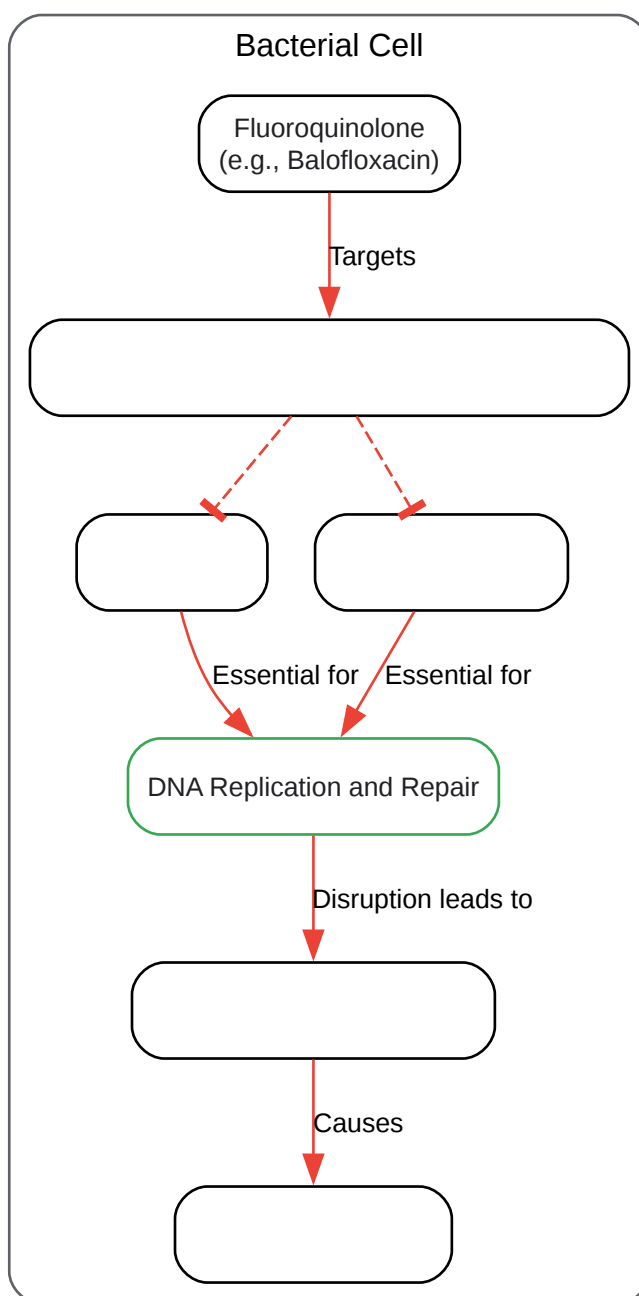 Bacterial Cell
Fluoroquinolone
(e.g., Balofloxacin)
Targets
Essential for
Essential for
DNA Replication and Repair
Disruption leads to
Causes